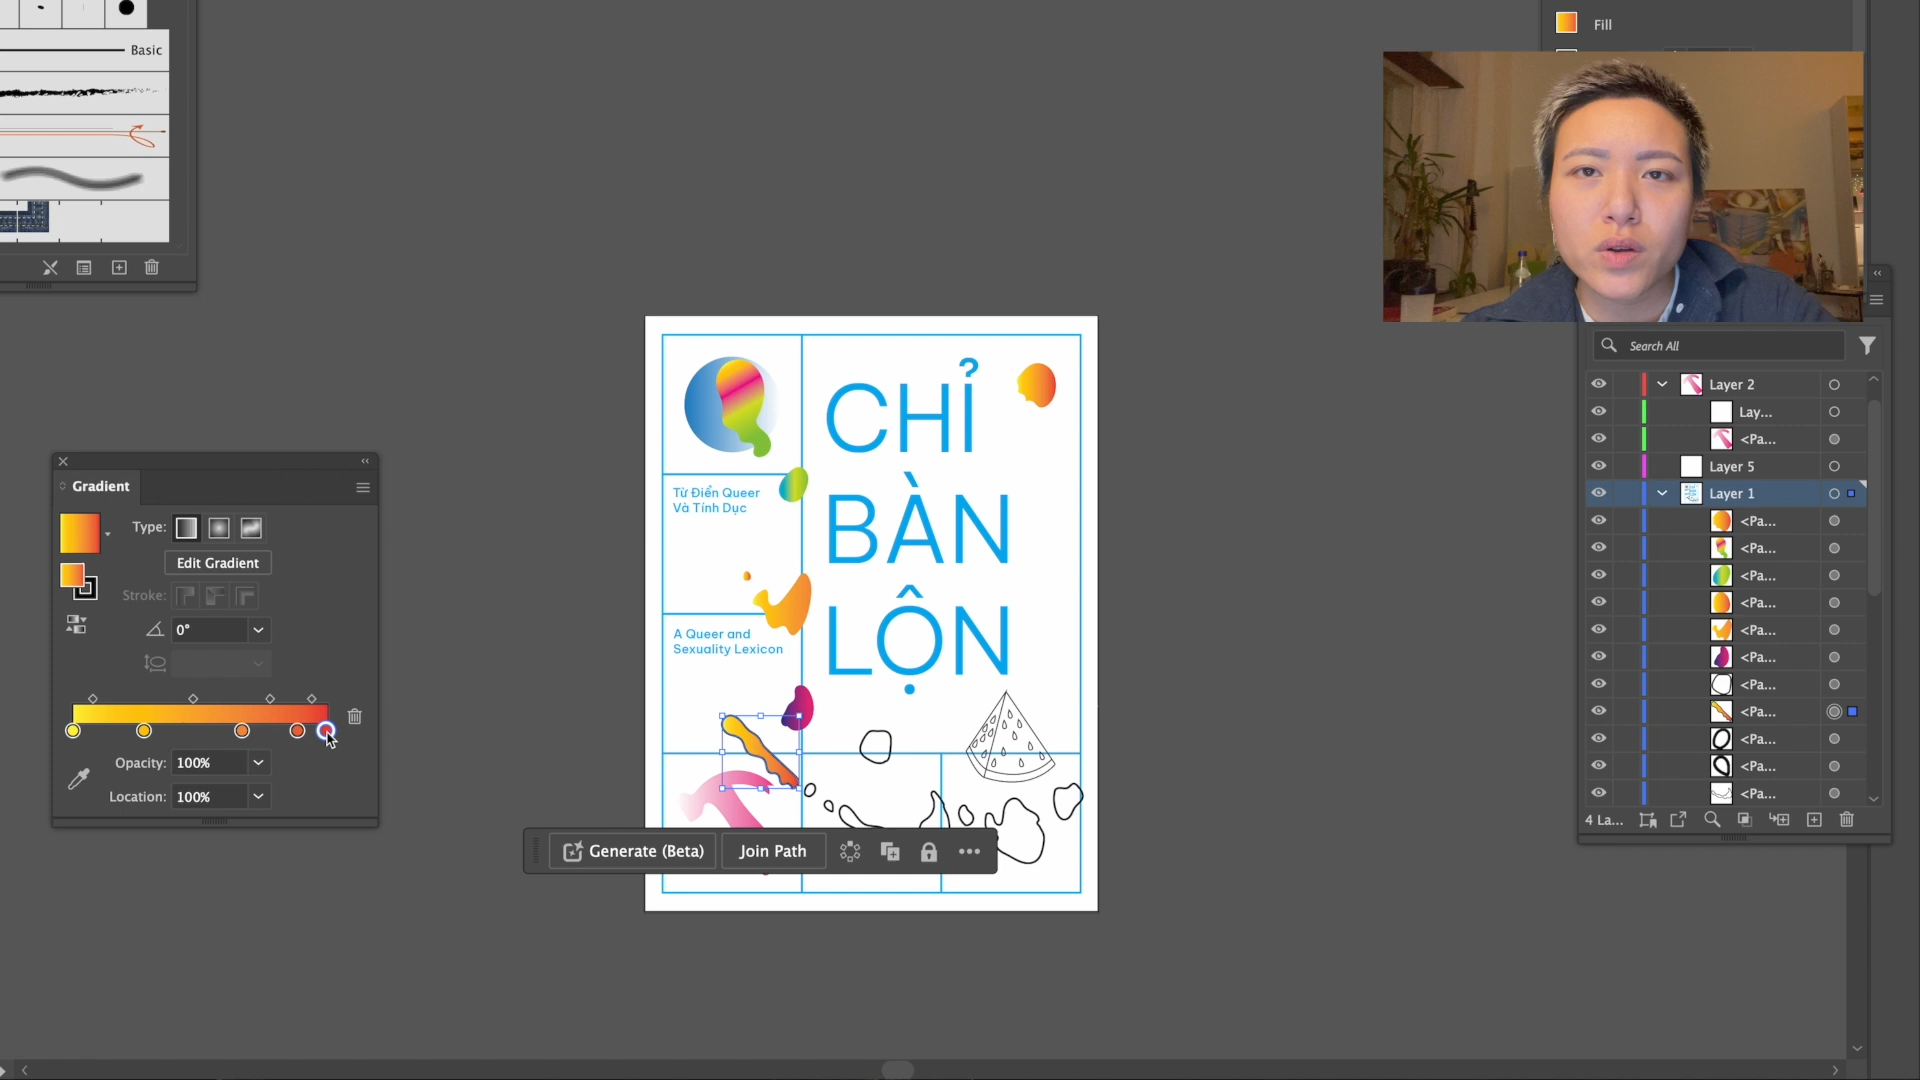 Basic
Fill
Search All
Layer 2
Lay...
<Pa...
Layer 5
Layer 1
<Pa...
<Pa...
<Pa...
<Pa...
<Pa...
<Pa...
<Pa...
<Pa...
<Pa...
<Pa...
<Pa...
4 La...
Gradient
Type:
Edit Gradient
Stroke:
0°
Opacity: 100%
Location: 100%
CHỈ
BÀN
LỘN
Từ Điển Queer
Và Tính Dục
A Queer and
Sexuality Lexicon
Generate (Beta)
Join Path